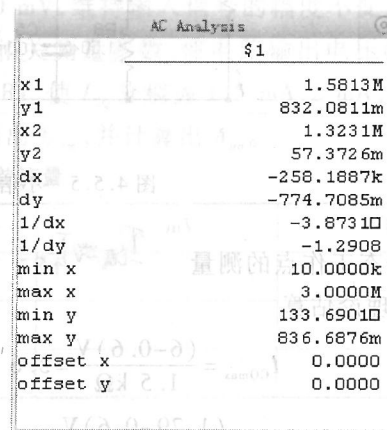 AC Analysis
$1
x1 1.5813M
y1 832.0811m
x2 1.3231M
y2 57.3726m
dx -258.1887k
dy -774.7085m
1/dx -3.8731□
1/dy -1.2908
min x 10.0000k
max x 3.0000M
min y 133.6901□
max y 836.6876m
offset x 0.0000
offset y 0.0000